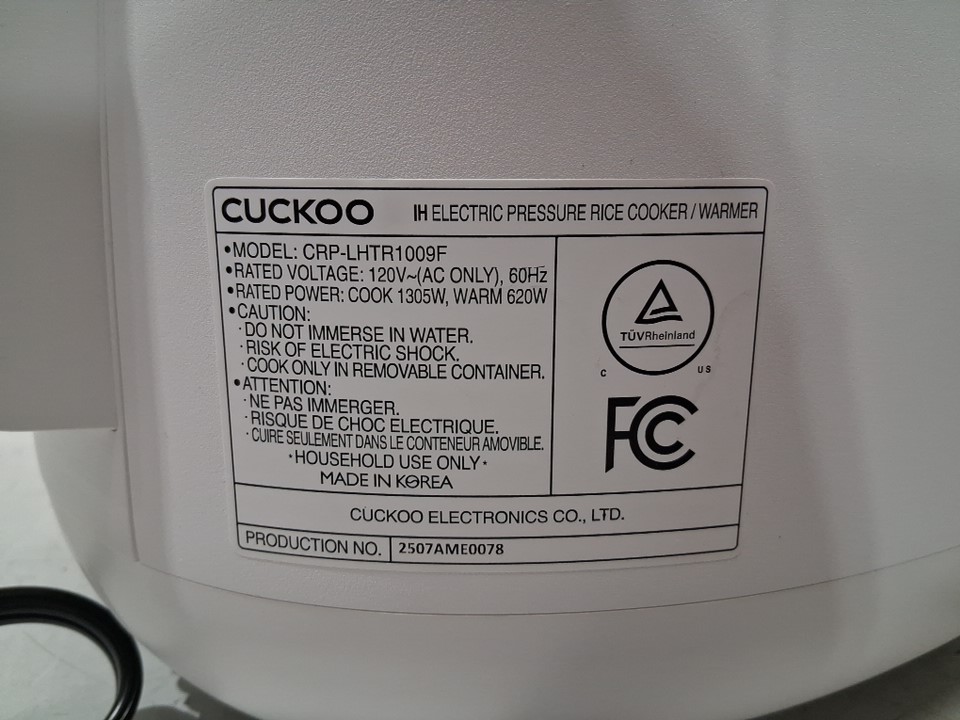 CUCKOO IH ELECTRIC PRESSURE RICE COOKER / WARMER
•MODEL: CRP-LHTR1009F
•RATED VOLTAGE: 120V~(AC ONLY), 60Hz
•RATED POWER: COOK 1305W, WARM 620W
•CAUTION:
·DO NOT IMMERSE IN WATER.
·RISK OF ELECTRIC SHOCK.
·COOK ONLY IN REMOVABLE CONTAINER.
•ATTENTION:
·NE PAS IMMERGER.
·RISQUE DE CHOC ELECTRIQUE.
·CUIRE SEULEMENT DANS LE CONTENEUR AMOVIBLE.
*HOUSEHOLD USE ONLY*
MADE IN KOREA
TÜVRheinland
C US
FCC
CUCKOO ELECTRONICS CO., LTD.
PRODUCTION NO. 2507AME0078